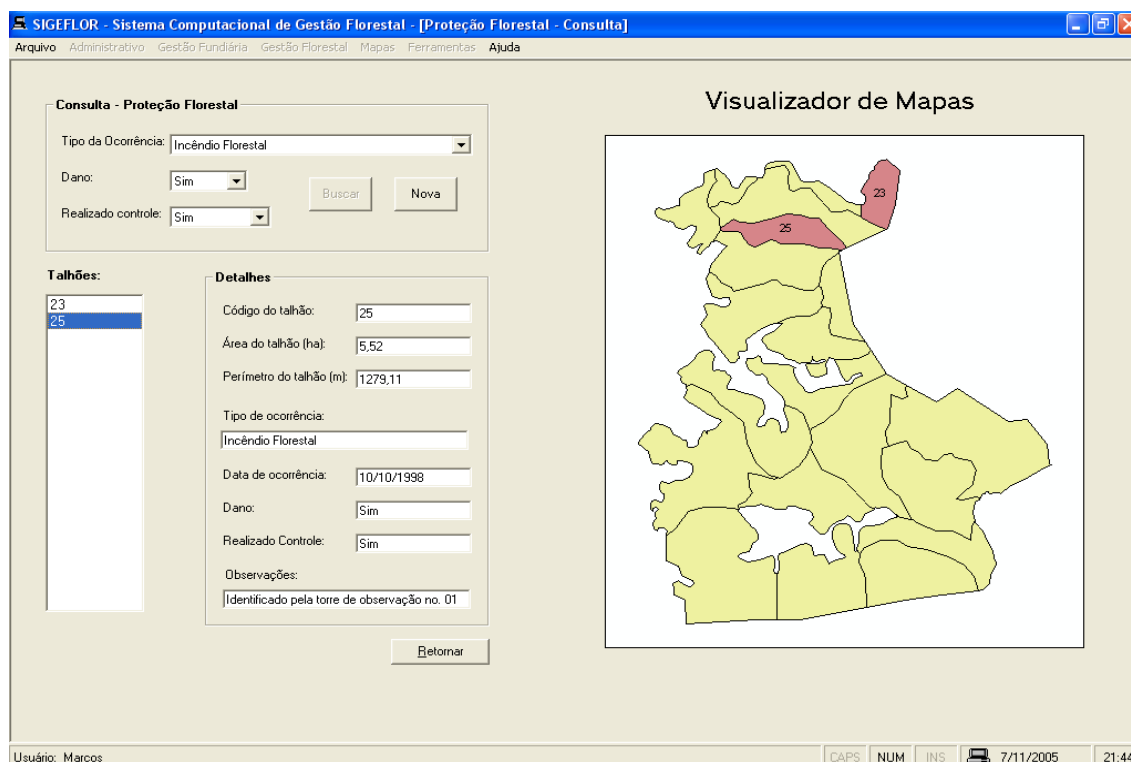 SIGEFLOR - Sistema Computacional de Gestão Florestal - [Proteção Florestal - Consulta]
Arquivo Administrativo Gestão Fundiária Gestão Florestal Mapas Ferramentas Ajuda
Consulta - Proteção Florestal
Tipo da Ocorrência: Incêndio Florestal
Dano: Sim
Buscar Nova
Realizado controle: Sim
Visualizador de Mapas
23
25
Talhões:
23
25
Detalhes
Código do talhão: 25
Área do talhão (ha): 5,52
Perímetro do talhão (m): 1279,11
Tipo de ocorrência:
Incêndio Florestal
Data de ocorrência: 10/10/1998
Dano: Sim
Realizado Controle: Sim
Observações:
Identificado pela torre de observação no. 01
Retornar
Usuário: Marcos CAPS NUM INS 7/11/2005 21:44